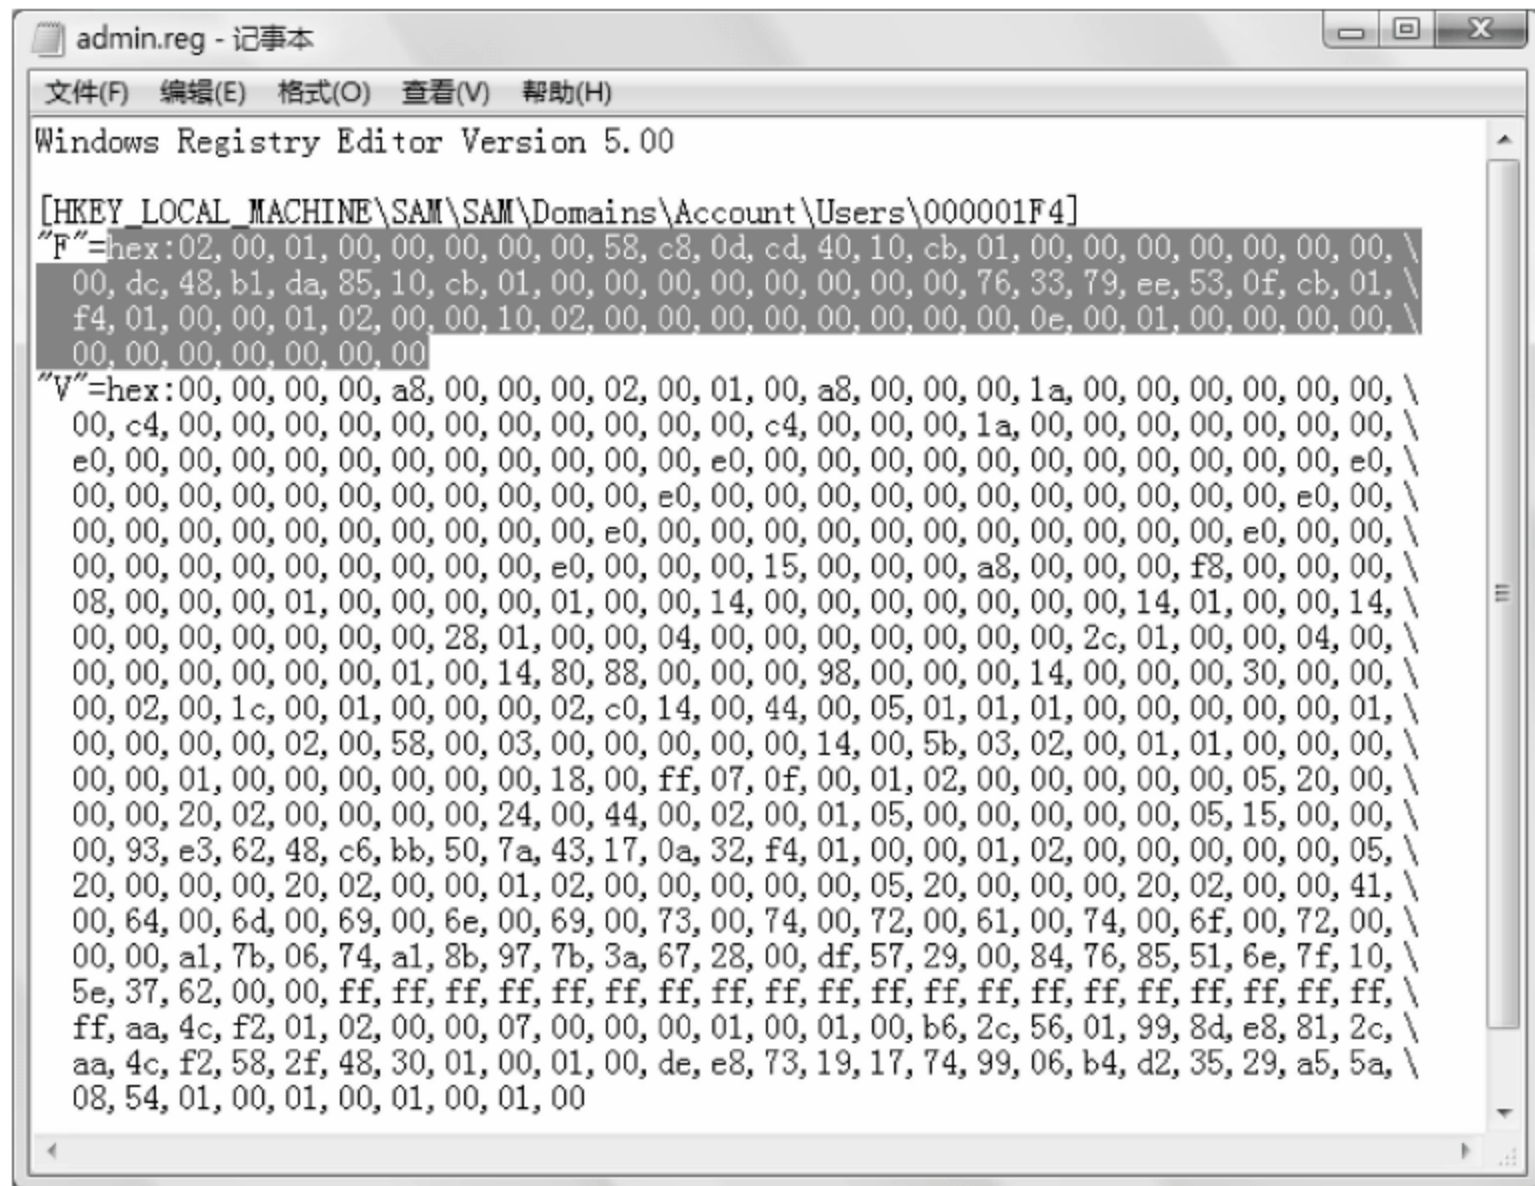 admin.reg - 记事本
文件(F) 编辑(E) 格式(O) 查看(V) 帮助(H)
Windows Registry Editor Version 5.00
[HKEY_LOCAL_MACHINE\SAM\SAM\Domains\Account\Users\000001F4]
"F"=hex:02,00,01,00,00,00,00,00,58,c8,0d,cd,40,10,cb,01,00,00,00,00,00,00,00,\
00,dc,48,b1,da,85,10,cb,01,00,00,00,00,00,00,00,00,76,33,79,ee,53,0f,cb,01,\
f4,01,00,00,01,02,00,00,10,02,00,00,00,00,00,00,00,00,0e,00,01,00,00,00,00,\
00,00,00,00,00,00,00
"V"=hex:00,00,00,00,a8,00,00,00,02,00,01,00,a8,00,00,00,1a,00,00,00,00,00,00,\
00,c4,00,00,00,00,00,00,00,00,00,00,00,00,c4,00,00,00,1a,00,00,00,00,00,00,00,\
e0,00,00,00,00,00,00,00,00,00,00,00,e0,00,00,00,00,00,00,00,00,00,00,00,e0,\
00,00,00,00,00,00,00,00,00,00,00,e0,00,00,00,00,00,00,00,00,00,00,00,e0,00,\
00,00,00,00,00,00,00,00,00,00,e0,00,00,00,00,00,00,00,00,00,00,00,e0,00,00,\
00,00,00,00,00,00,00,00,00,e0,00,00,00,15,00,00,00,a8,00,00,00,f8,00,00,00,\
08,00,00,00,01,00,00,00,00,01,00,00,14,00,00,00,00,00,00,00,14,01,00,00,14,\
00,00,00,00,00,00,00,28,01,00,00,04,00,00,00,00,00,00,00,2c,01,00,00,04,00,\
00,00,00,00,00,00,01,00,14,80,88,00,00,00,98,00,00,00,14,00,00,00,30,00,00,\
00,02,00,1c,00,01,00,00,00,02,c0,14,00,44,00,05,01,01,01,00,00,00,00,00,01,\
00,00,00,00,02,00,58,00,03,00,00,00,00,00,14,00,5b,03,02,00,01,01,00,00,00,\
00,00,01,00,00,00,00,00,00,18,00,ff,07,0f,00,01,02,00,00,00,00,00,05,20,00,\
00,00,20,02,00,00,00,00,24,00,44,00,02,00,01,05,00,00,00,00,00,05,15,00,00,\
00,93,e3,62,48,c6,bb,50,7a,43,17,0a,32,f4,01,00,00,01,02,00,00,00,00,00,05,\
20,00,00,00,20,02,00,00,01,02,00,00,00,00,00,05,20,00,00,00,20,02,00,00,41,\
00,64,00,6d,00,69,00,6e,00,69,00,73,00,74,00,72,00,61,00,74,00,6f,00,72,00,\
00,00,a1,7b,06,74,a1,8b,97,7b,3a,67,28,00,df,57,29,00,84,76,85,51,6e,7f,10,\
5e,37,62,00,00,ff,ff,ff,ff,ff,ff,ff,ff,ff,ff,ff,ff,ff,ff,ff,ff,ff,ff,ff,ff,\
ff,aa,4c,f2,01,02,00,00,07,00,00,00,01,00,01,00,b6,2c,56,01,99,8d,e8,81,2c,\
aa,4c,f2,58,2f,48,30,01,00,01,00,de,e8,73,19,17,74,99,06,b4,d2,35,29,a5,5a,\
08,54,01,00,01,00,01,00,01,00